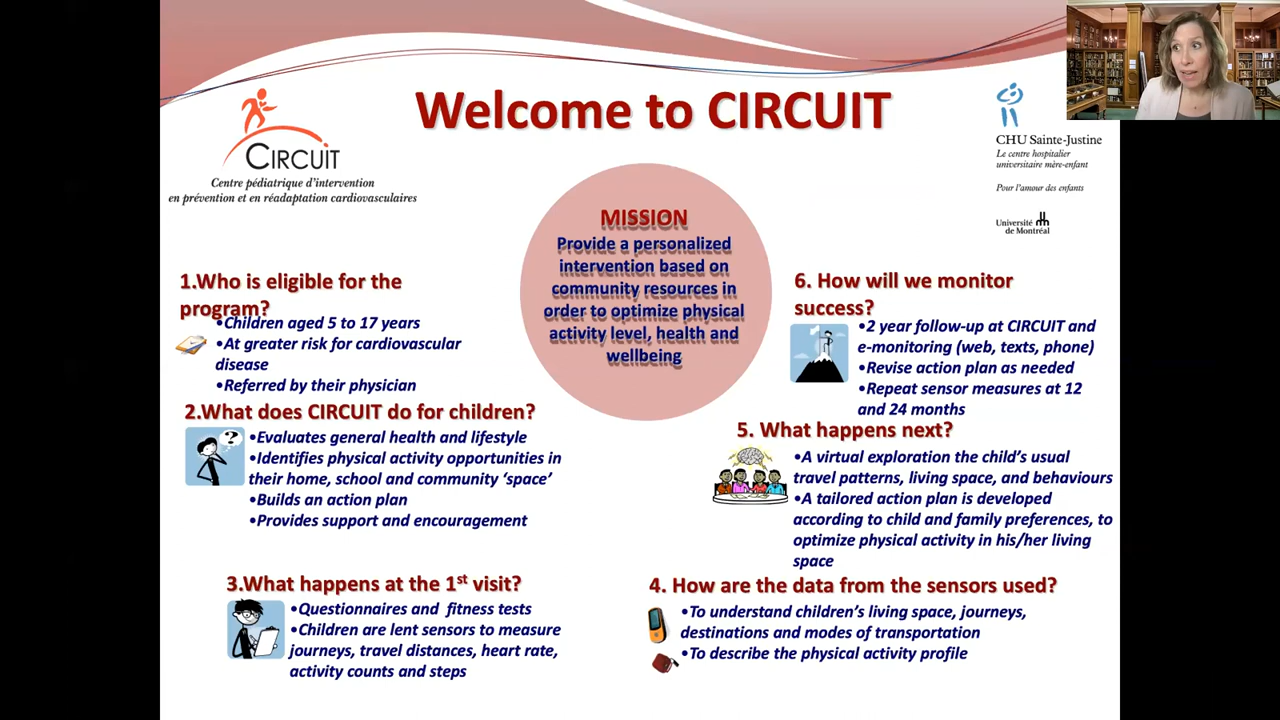 Welcome to CIRCUIT
CIRCUIT
Centre pédiatrique d'intervention
en prévention et en réadaptation cardiovasculaires
CHU Sainte-Justine
Le centre hospitalier
universitaire mère-enfant
Pour l'amour des enfants
Université
de Montréal
MISSION
Provide a personalized
intervention based on
community resources in
order to optimize physical
activity level, health and
wellbeing
1.Who is eligible for the
program?
•Children aged 5 to 17 years
•At greater risk for cardiovascular
disease
•Referred by their physician
2.What does CIRCUIT do for children?
•Evaluates general health and lifestyle
•Identifies physical activity opportunities in
their home, school and community ‘space’
•Builds an action plan
•Provides support and encouragement
3.What happens at the 1st visit?
•Questionnaires and fitness tests
•Children are lent sensors to measure
journeys, travel distances, heart rate,
activity counts and steps
4. How are the data from the sensors used?
•To understand children’s living space, journeys,
destinations and modes of transportation
•To describe the physical activity profile
5. What happens next?
•A virtual exploration the child’s usual
travel patterns, living space, and behaviours
•A tailored action plan is developed
according to child and family preferences, to
optimize physical activity in his/her living
space
6. How will we monitor
success?
•2 year follow-up at CIRCUIT and
e-monitoring (web, texts, phone)
•Revise action plan as needed
•Repeat sensor measures at 12
and 24 months